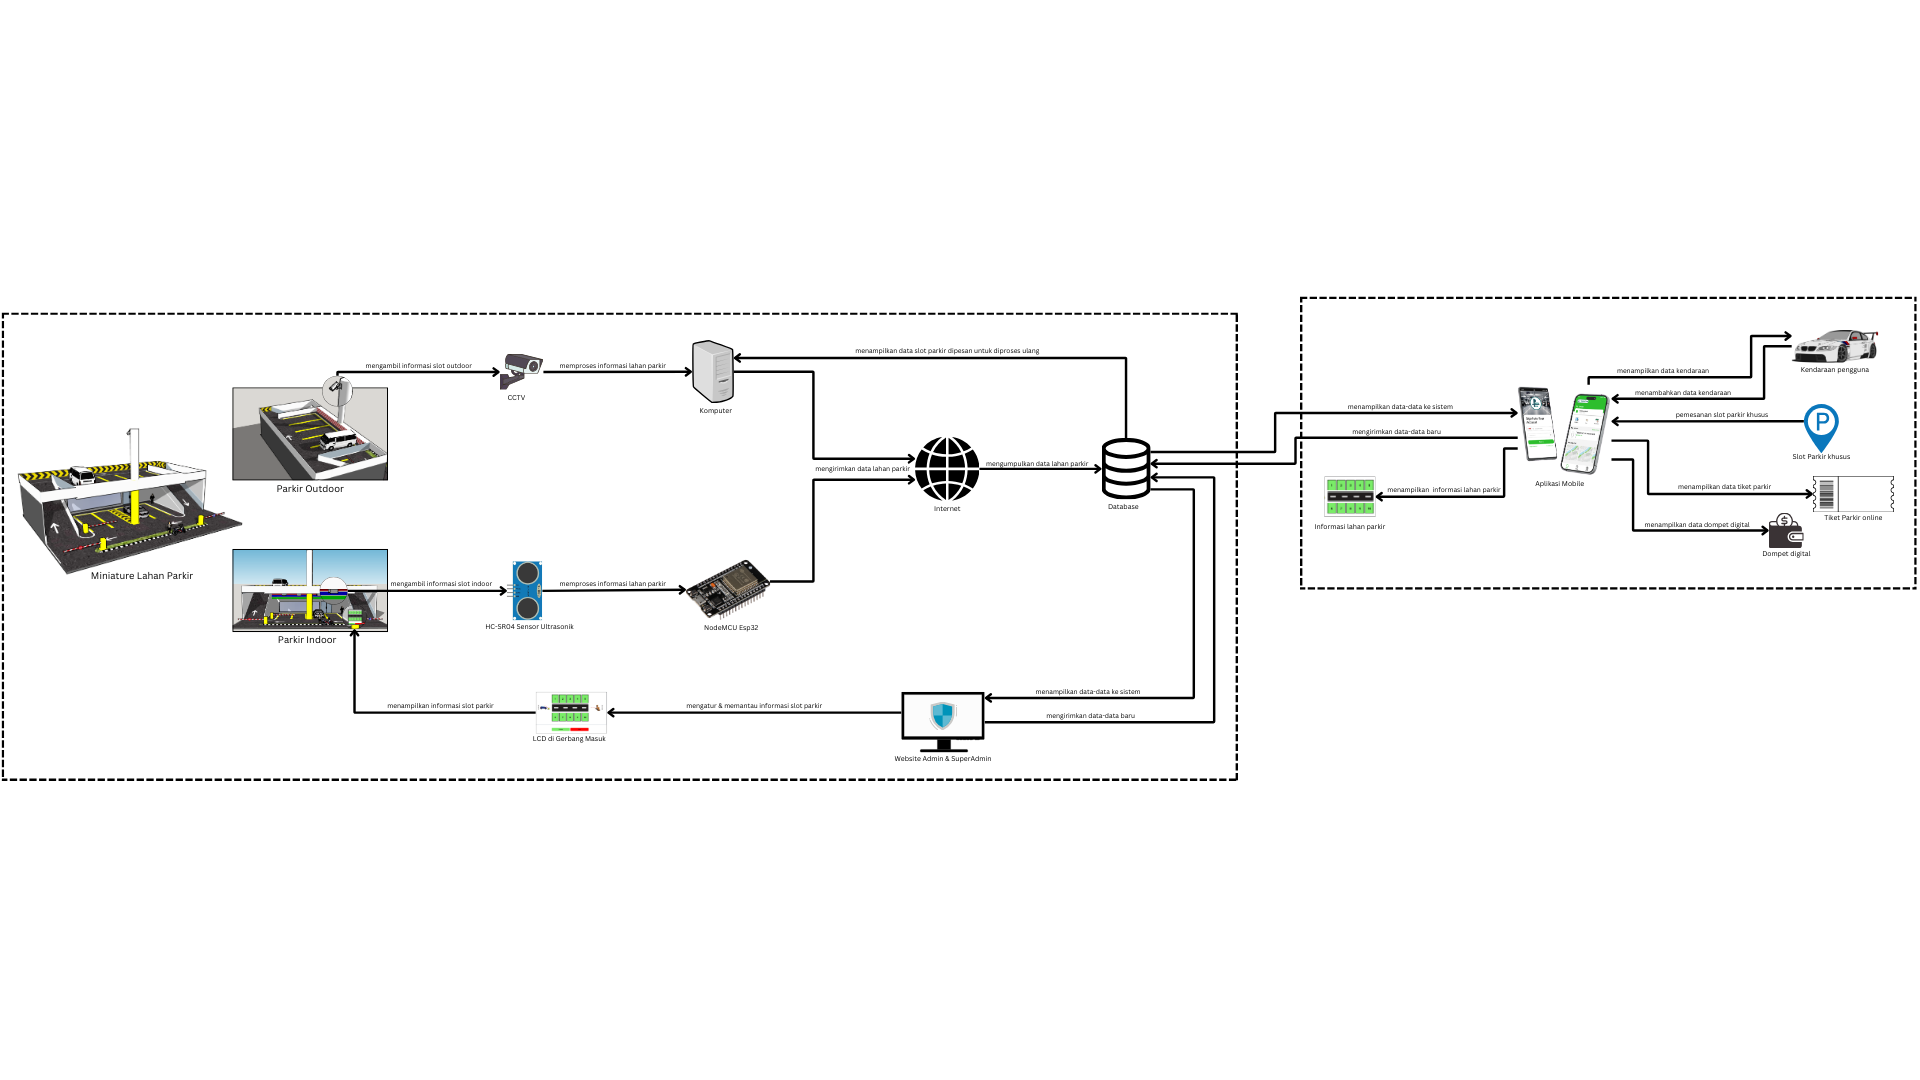 mengambil informasi slot outdoor
CCTV
memproses informasi lahan parkir
Komputer
menampilkan data slot parkir dipesan untuk diproses ulang
Parkir Outdoor
Miniature Lahan Parkir
mengirimkan data lahan parkir
Internet
mengumpulkan data lahan parkir
Database
mengambil informasi slot indoor
HC-SR04 Sensor Ultrasonik
memproses informasi lahan parkir
NodeMCU Esp32
Parkir Indoor
menampilkan informasi slot parkir
LCD di Gerbang Masuk
mengatur & memantau informasi slot parkir
Website Admin & SuperAdmin
menampilkan data-data ke sistem
mengirimkan data-data baru
menampilkan data-data ke sistem
mengirimkan data-data baru
menampilkan  informasi lahan parkir
Informasi lahan parkir
Aplikasi Mobile
menampilkan data kendaraan
Kendaraan pengguna
menambahkan data kendaraan
pemesanan slot parkir khusus
P
Slot Parkir khusus
menampilkan data tiket parkir
Tiket Parkir online
menampilkan data dompet digital
$
Dompet digital